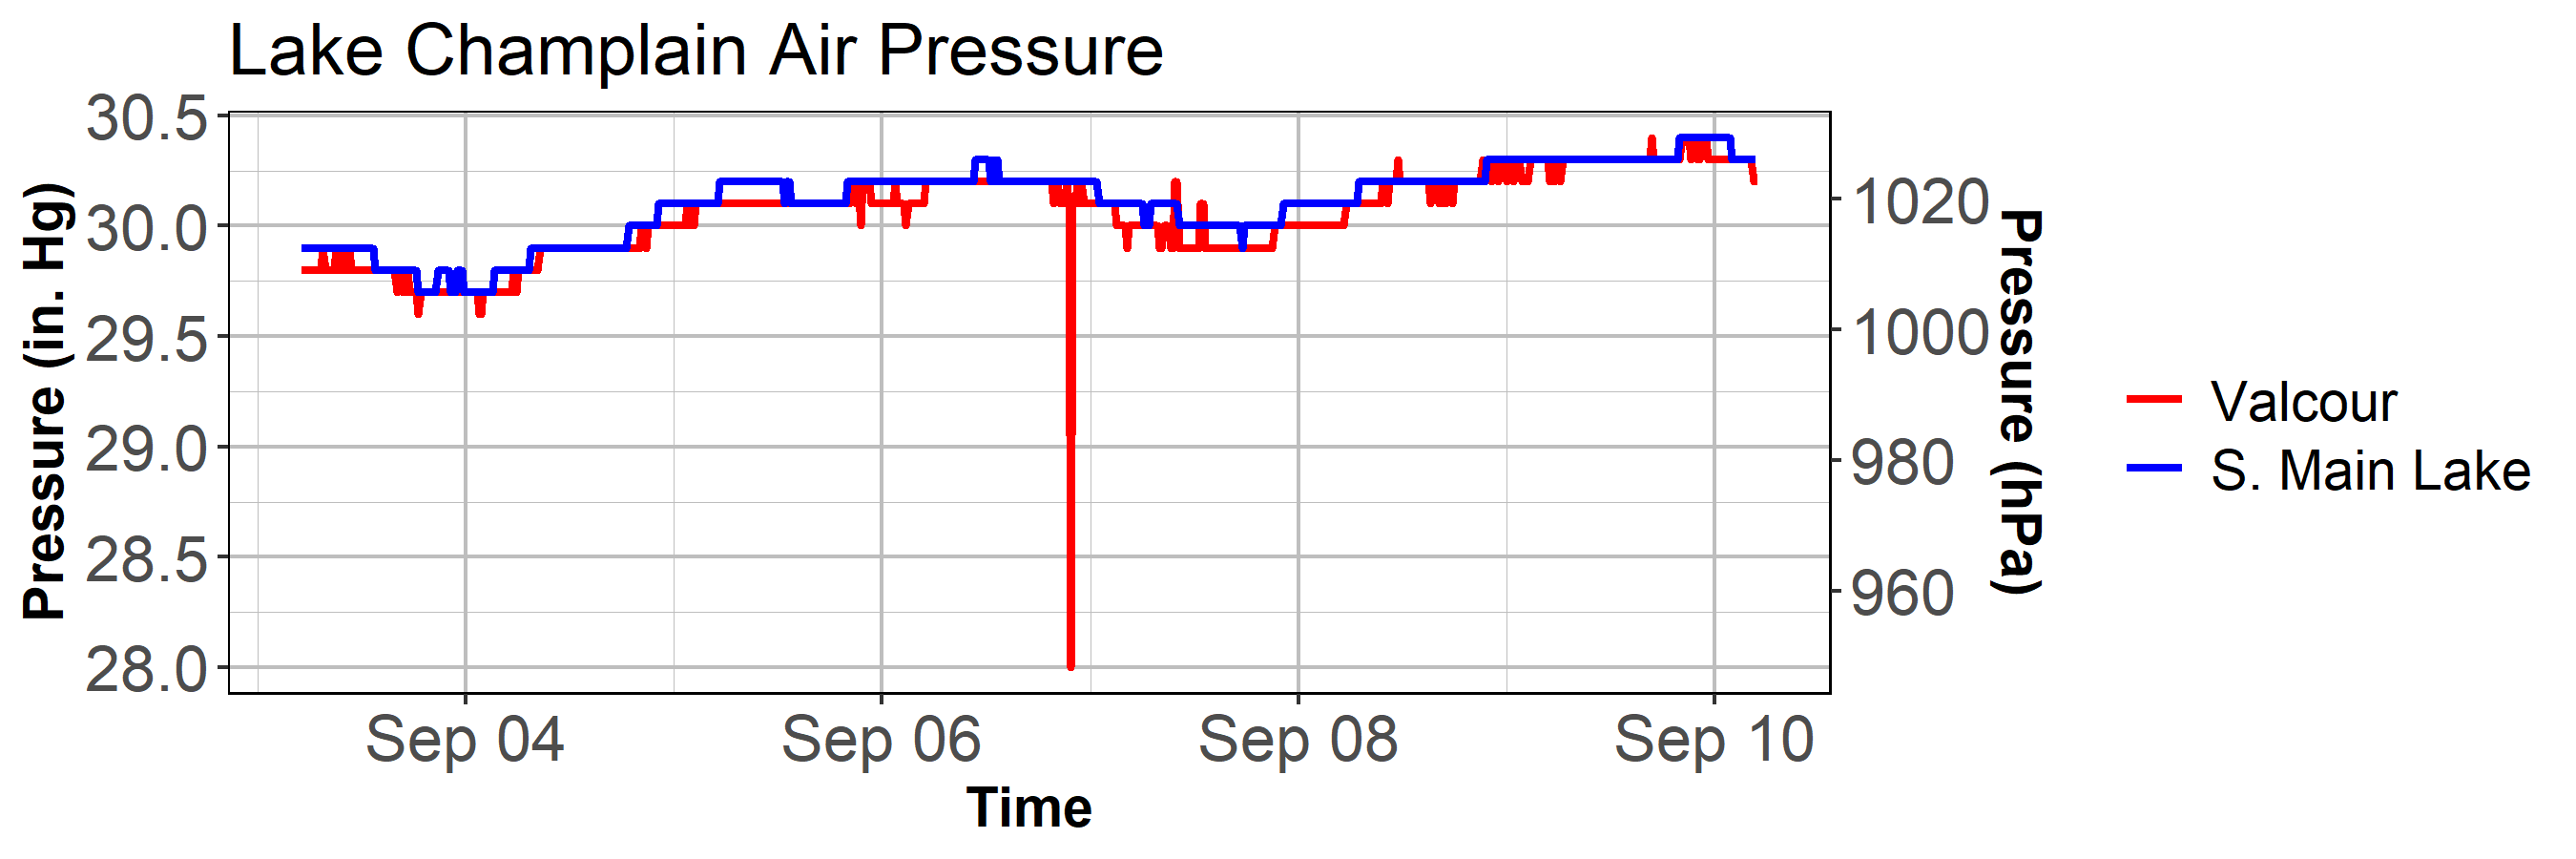 Lake Champlain Air Pressure
30.5
30.0
29.5
29.0
28.5
28.0
Pressure (in. Hg)
1020
1000
980
960
Pressure (hPa)
Sep 04
Sep 06
Sep 08
Sep 10
Time
Valcour
S. Main Lake